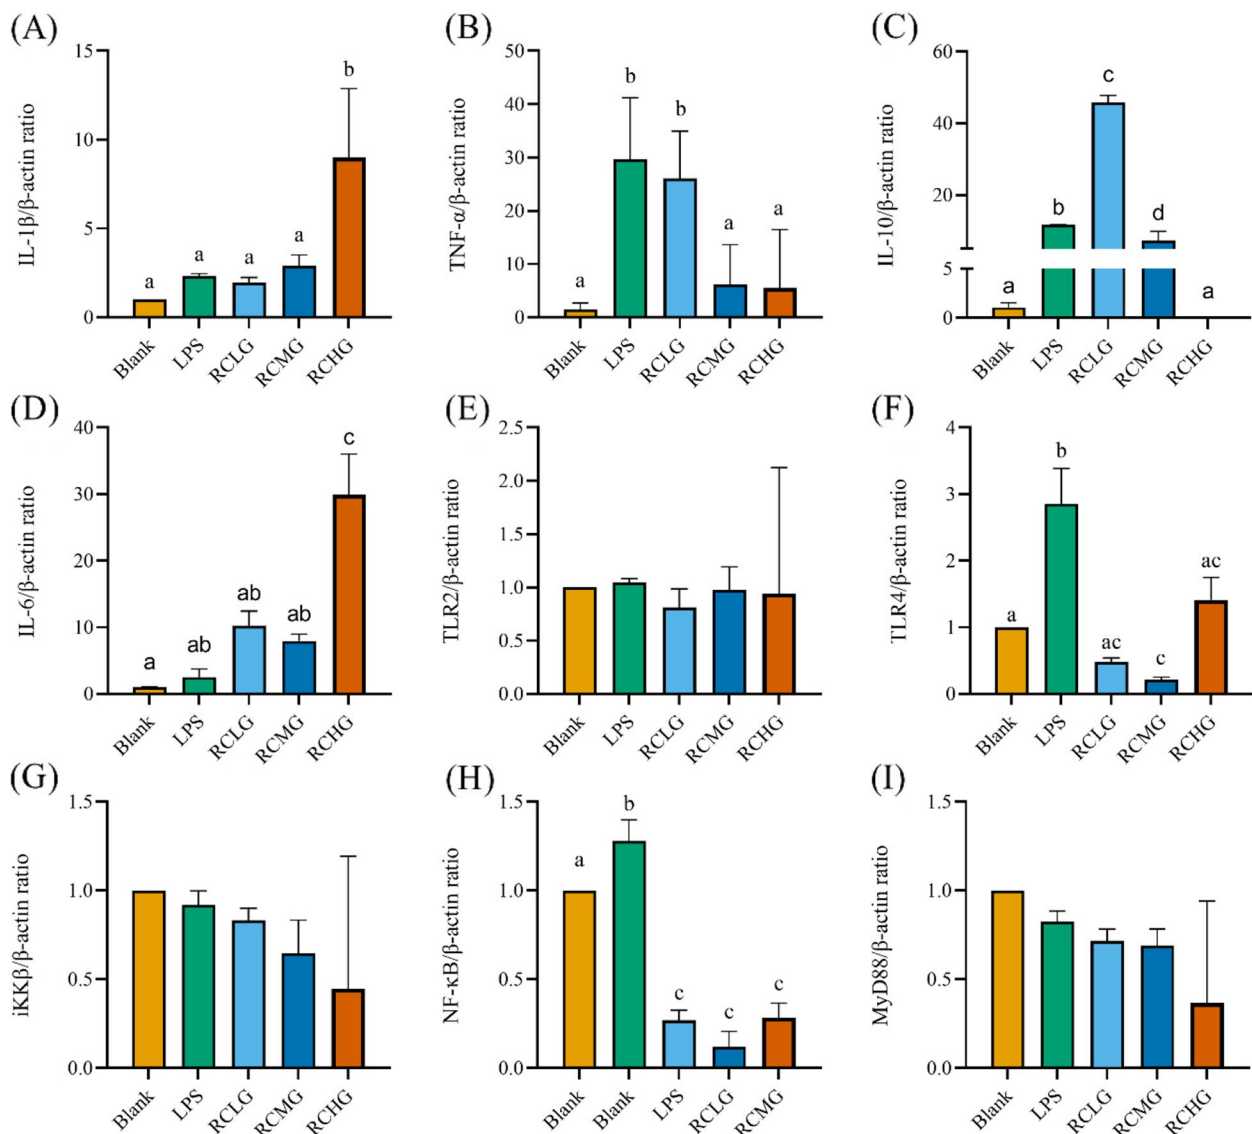 (A)
IL-1β/β-actin ratio
15
10
5
0
a
a
a
a
b
Blank
LPS
RCLG
RCMG
RCHG
(B)
TNF-α/β-actin ratio
50
40
30
20
10
0
a
b
b
a
a
Blank
LPS
RCLG
RCMG
RCHG
(C)
IL-10/β-actin ratio
60
40
20
5
0
a
b
c
d
a
Blank
LPS
RCLG
RCMG
RCHG
(D)
IL-6/β-actin ratio
40
30
20
10
0
a
ab
ab
ab
c
Blank
LPS
RCLG
RCMG
RCHG
(E)
TLR2/β-actin ratio
2.5
2.0
1.5
1.0
0.5
0.0
Blank
LPS
RCLG
RCMG
RCHG
(F)
TLR4/β-actin ratio
4
3
2
1
0
a
b
ac
c
ac
Blank
LPS
RCLG
RCMG
RCHG
(G)
iKKβ/β-actin ratio
1.5
1.0
0.5
0.0
Blank
LPS
RCLG
RCMG
RCHG
(H)
NF-κB/β-actin ratio
1.5
1.0
0.5
0.0
a
b
c
c
c
Blank
Blank
LPS
RCLG
RCMG
(I)
MyD88/β-actin ratio
1.5
1.0
0.5
0.0
Blank
LPS
RCLG
RCMG
RCHG